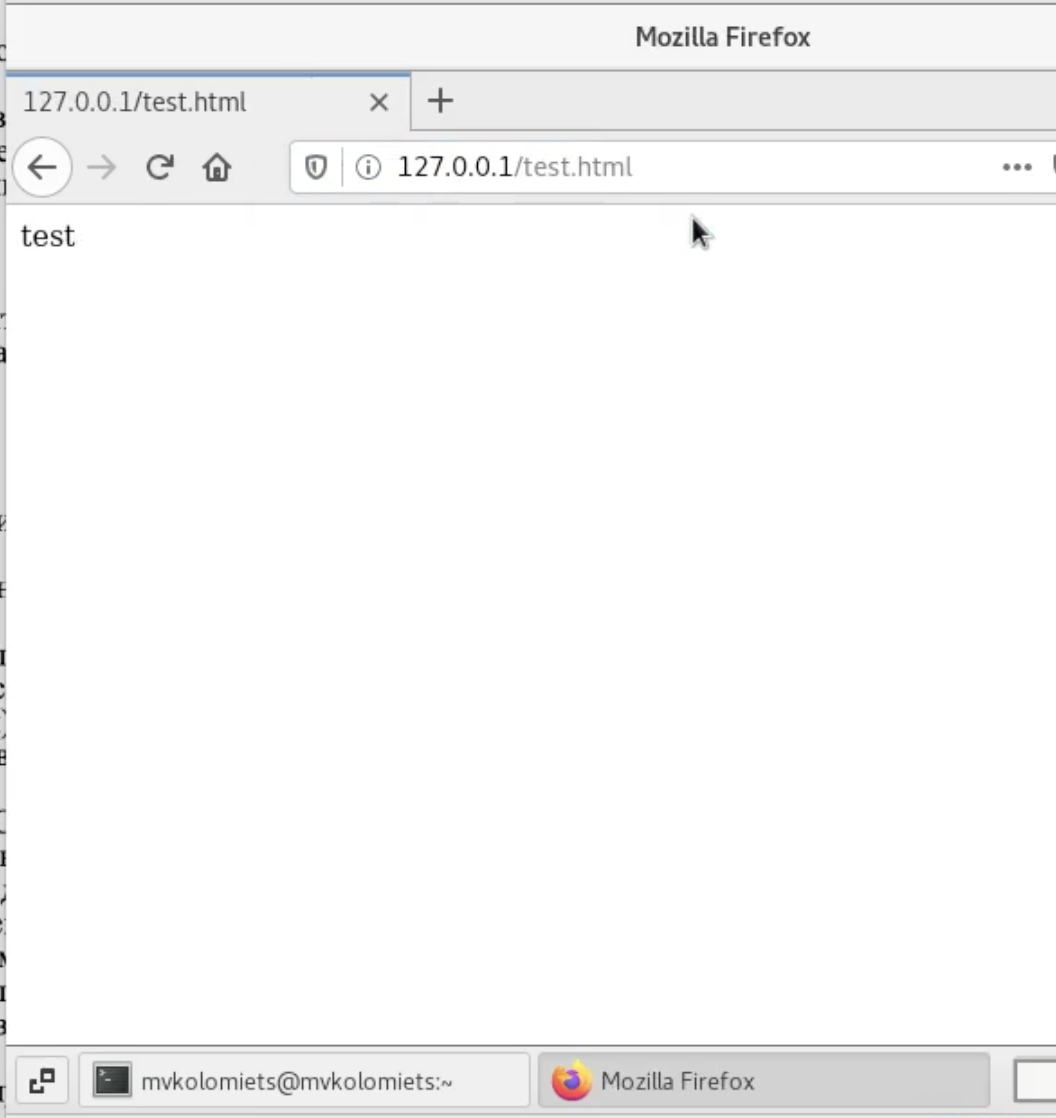 Mozilla Firefox
127.0.0.1/test.html
127.0.0.1/test.html
test
mvkolomiets@mvkolomiets:~
Mozilla Firefox